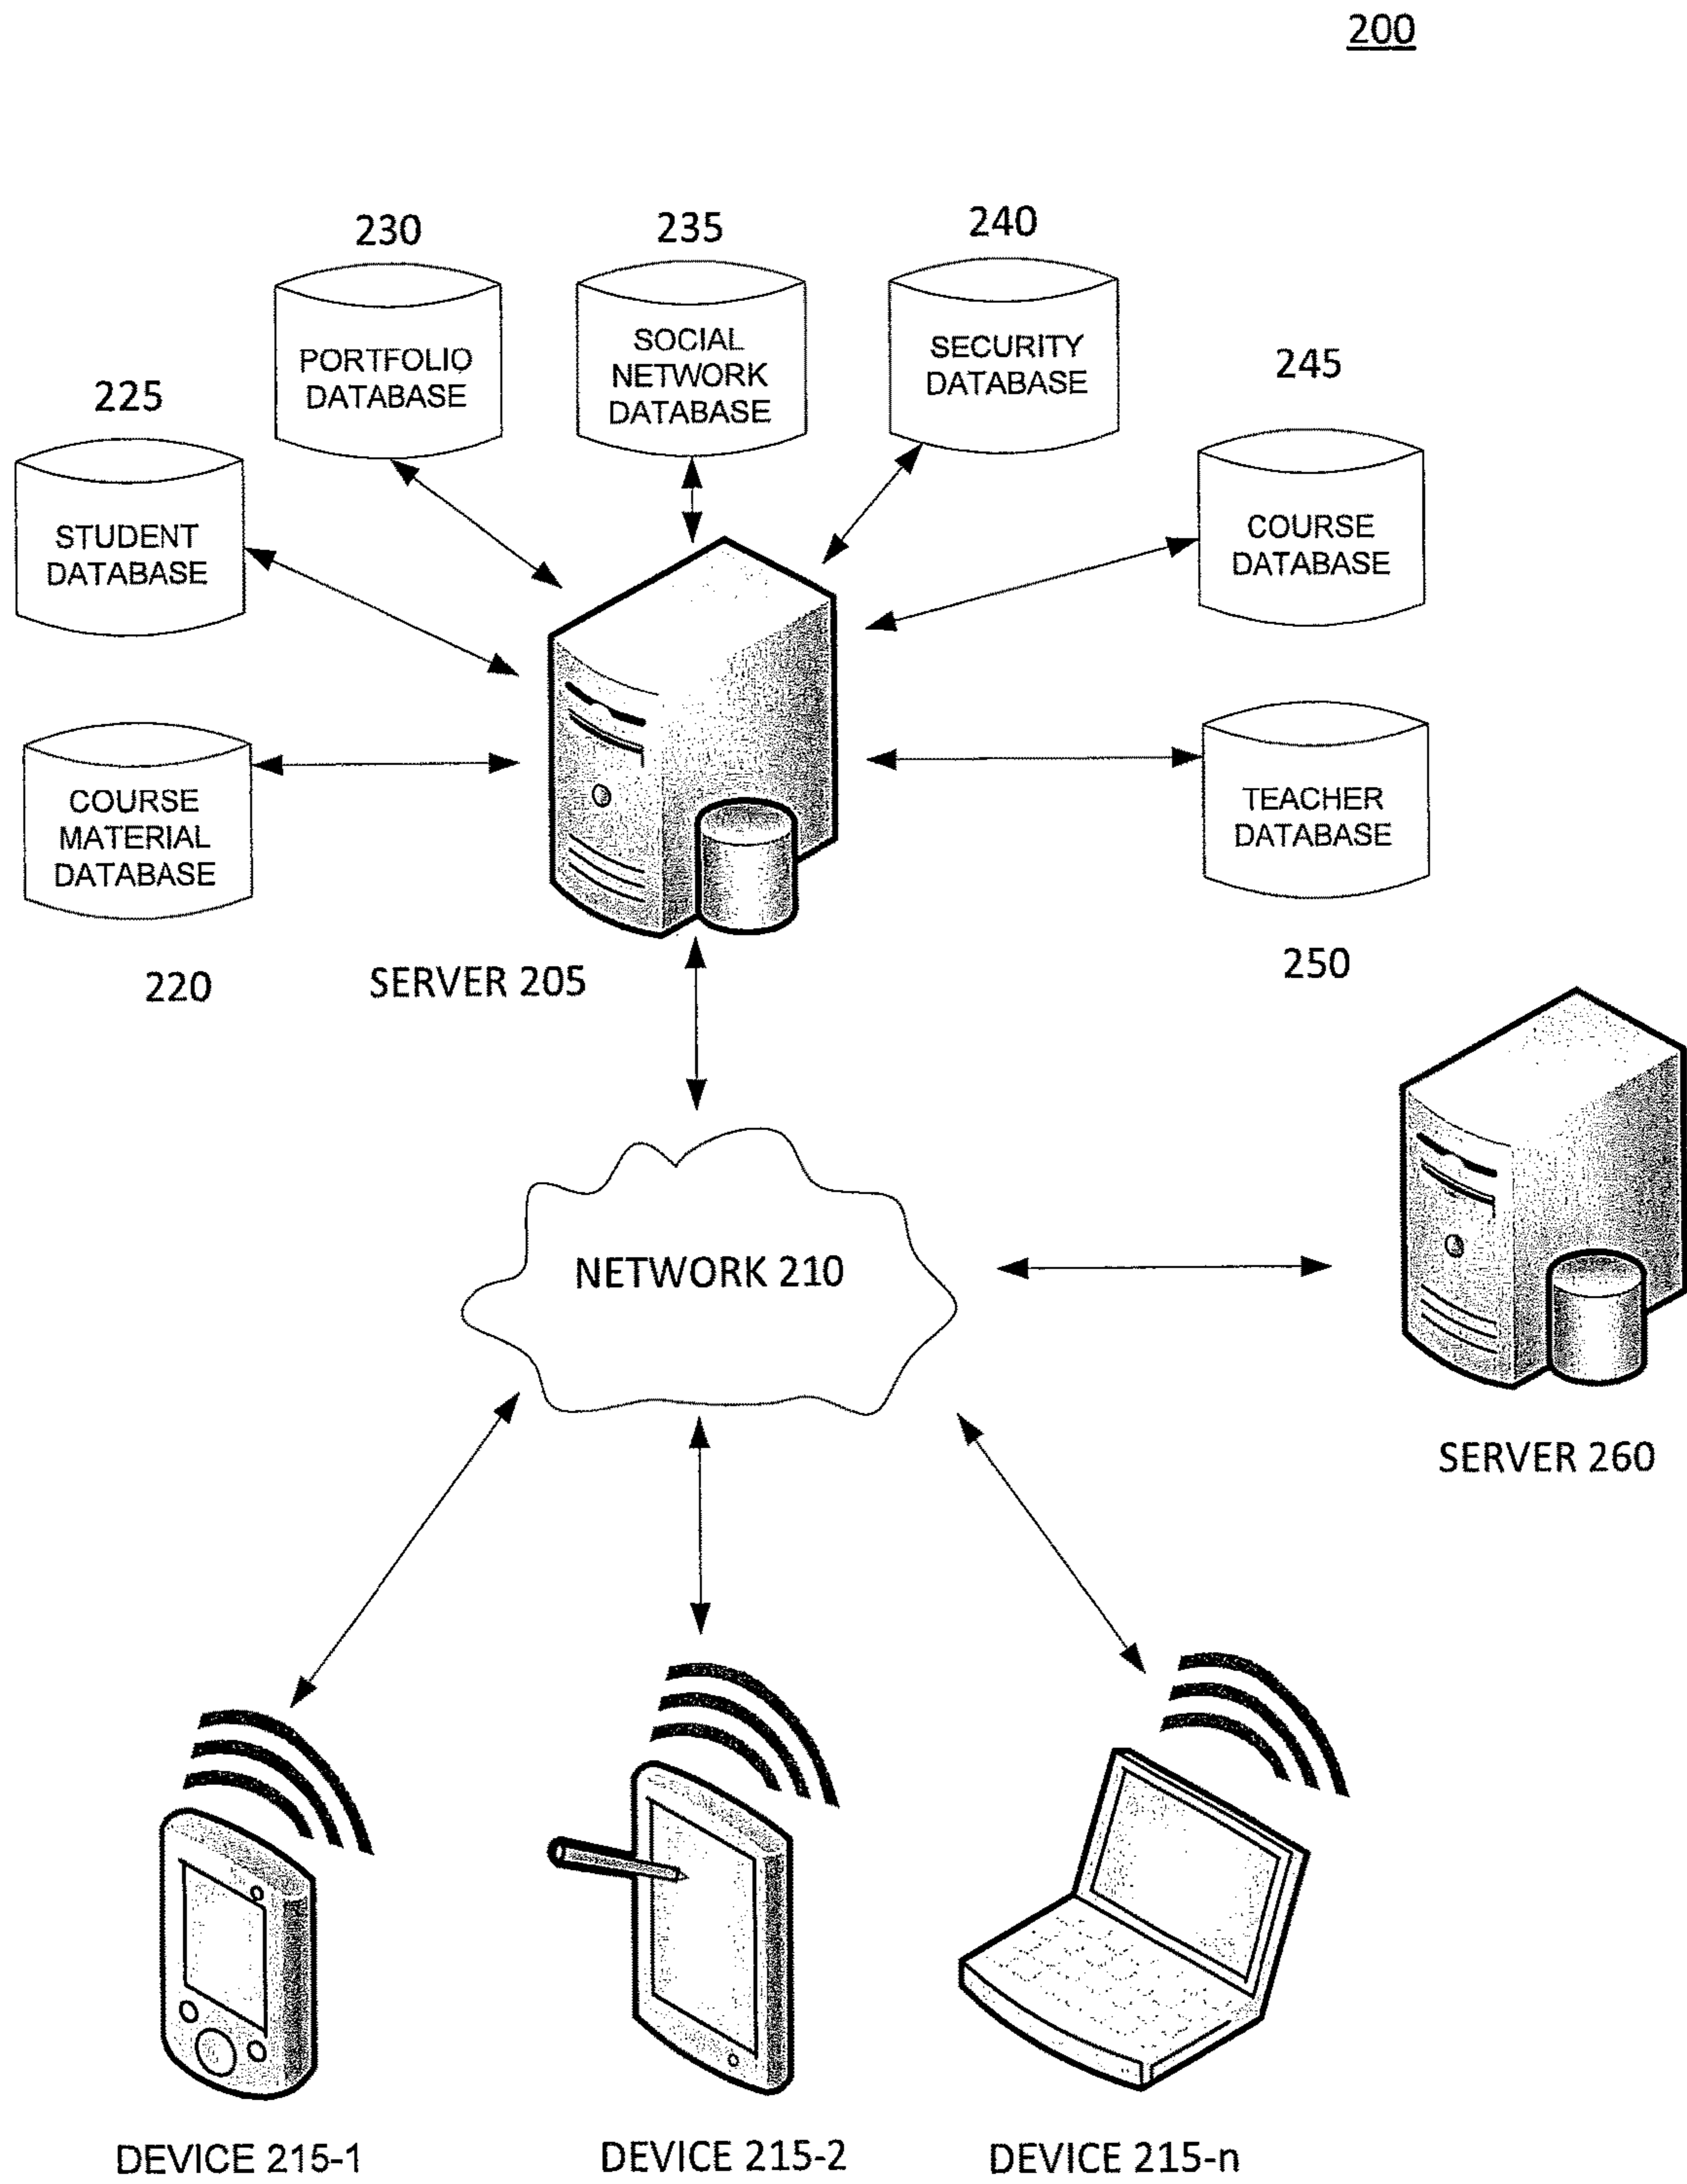 200
230
235
240
PORTFOLIO
DATABASE
SOCIAL
NETWORK
DATABASE
SECURITY
DATABASE
225
245
STUDENT
DATABASE
COURSE
DATABASE
COURSE
MATERIAL
DATABASE
TEACHER
DATABASE
220
SERVER 205
250
NETWORK 210
SERVER 260
DEVICE 215-1
DEVICE 215-2
DEVICE 215-n